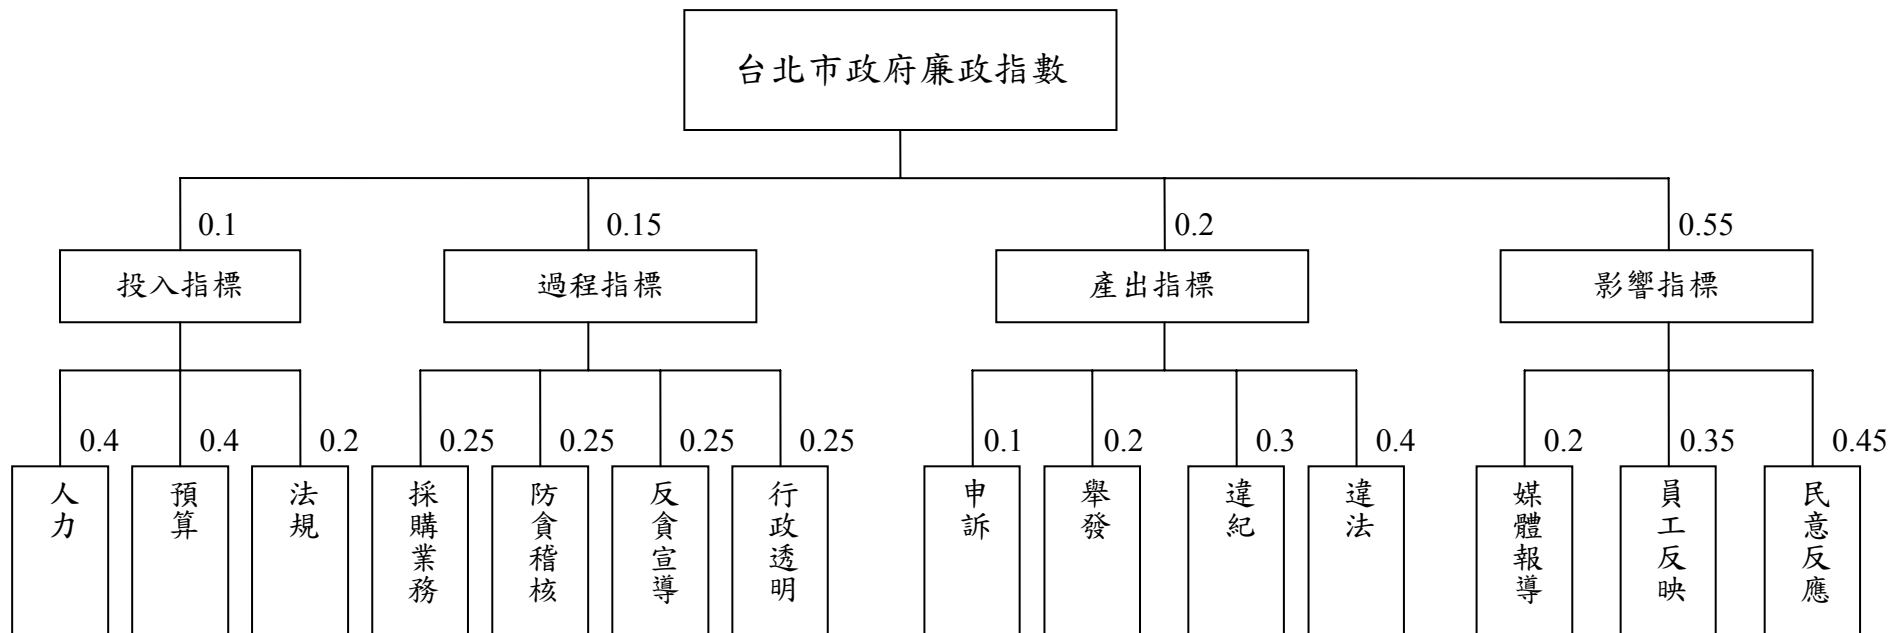 台北市政府廉政指數
0.1
0.15
0.2
0.55
投入指標
過程指標
產出指標
影響指標
0.4
0.4
0.2
0.25
0.25
0.25
0.25
0.1
0.2
0.3
0.4
0.2
0.35
0.45
人力
預算
法規
採購業務
防貪稽核
反貪宣導
行政透明
申訴
舉發
違紀
違法
媒體報導
員工反映
民意反應